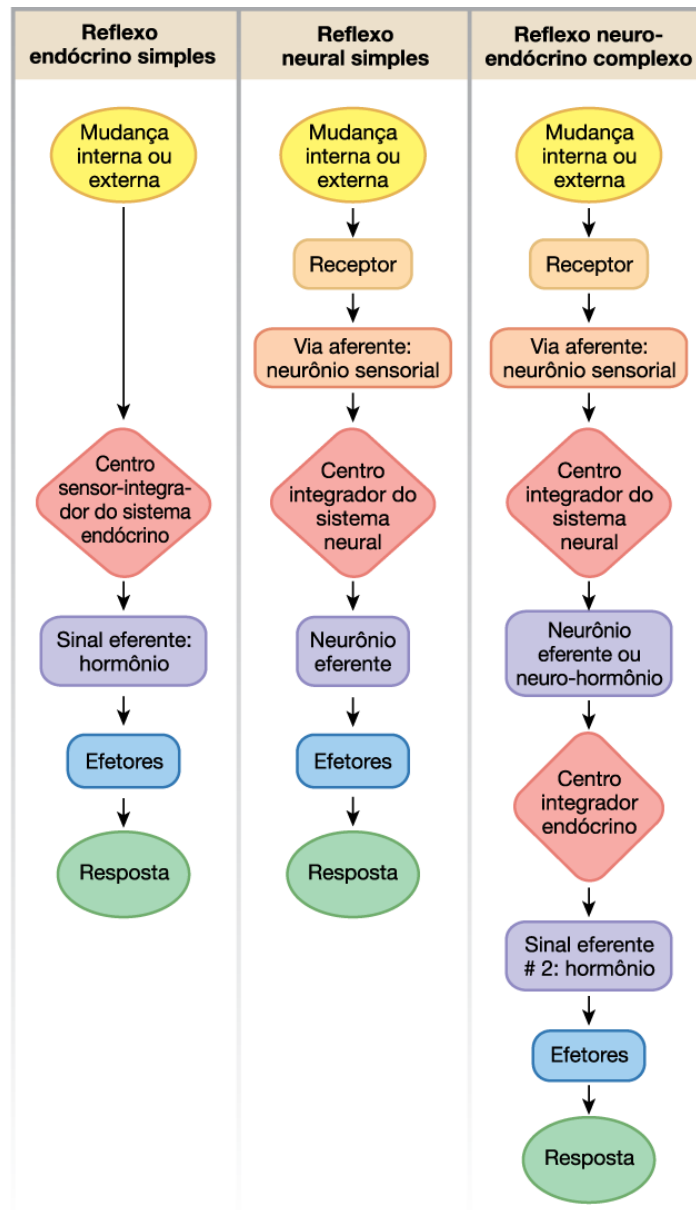 Reflexo
endócrino simples
Mudança
interna ou
externa
Centro
sensor-integra-
dor do sistema
endócrino
Sinal eferente:
hormônio
Efetores
Resposta
Reflexo
neural simples
Mudança
interna ou
externa
Receptor
Via aferente:
neurônio sensorial
Centro
integrador do
sistema
neural
Neurônio
eferente
Efetores
Resposta
Reflexo neuro-
endócrino complexo
Mudança
interna ou
externa
Receptor
Via aferente:
neurônio sensorial
Centro
integrador do
sistema
neural
Neurônio
eferente ou
neuro-hormônio
Centro
integrador
endócrino
Sinal eferente
# 2: hormônio
Efetores
Resposta